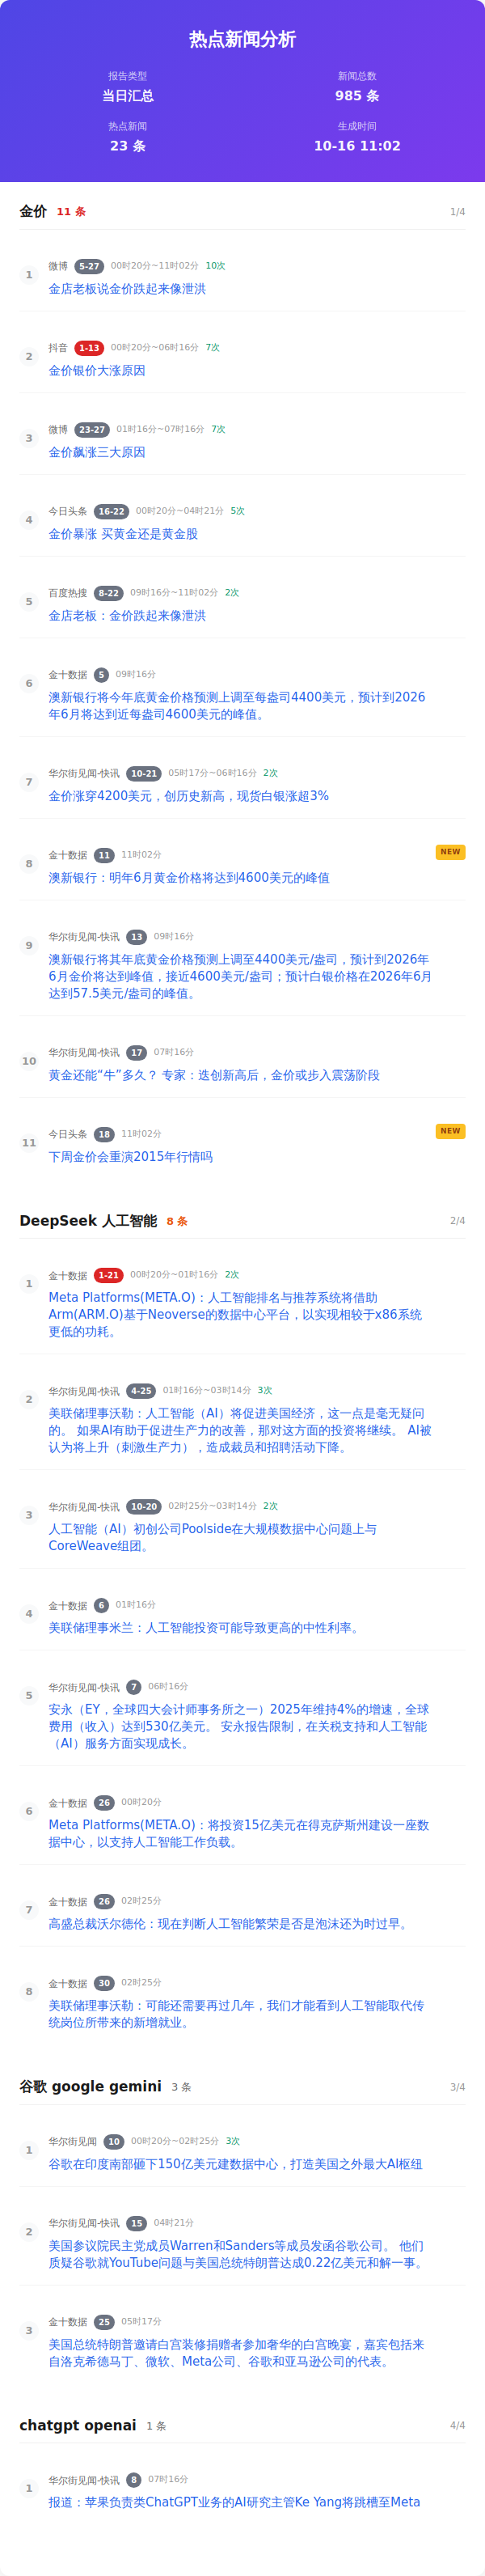 热点新闻分析
报告类型
当日汇总
新闻总数
985 条
热点新闻
23 条
生成时间
10-16 11:02
金价 11 条 1/4
1 微博 5-27 00时20分~11时02分 10次
金店老板说金价跌起来像泄洪
2 抖音 1-13 00时20分~06时16分 7次
金价银价大涨原因
3 微博 23-27 01时16分~07时16分 7次
金价飙涨三大原因
4 今日头条 16-22 00时20分~04时21分 5次
金价暴涨 买黄金还是黄金股
5 百度热搜 8-22 09时16分~11时02分 2次
金店老板：金价跌起来像泄洪
6 金十数据 5 09时16分
澳新银行将今年底黄金价格预测上调至每盎司4400美元，预计到2026
年6月将达到近每盎司4600美元的峰值。
7 华尔街见闻-快讯 10-21 05时17分~06时16分 2次
金价涨穿4200美元，创历史新高，现货白银涨超3%
8 金十数据 11 11时02分 NEW
澳新银行：明年6月黄金价格将达到4600美元的峰值
9 华尔街见闻-快讯 13 09时16分
澳新银行将其年底黄金价格预测上调至4400美元/盎司，预计到2026年
6月金价将达到峰值，接近4600美元/盎司；预计白银价格在2026年6月
达到57.5美元/盎司的峰值。
10 华尔街见闻-快讯 17 07时16分
黄金还能“牛”多久？ 专家：迭创新高后，金价或步入震荡阶段
11 今日头条 18 11时02分 NEW
下周金价会重演2015年行情吗
DeepSeek 人工智能 8 条 2/4
1 金十数据 1-21 00时20分~01时16分 2次
Meta Platforms(META.O)：人工智能排名与推荐系统将借助
Arm(ARM.O)基于Neoverse的数据中心平台，以实现相较于x86系统
更低的功耗。
2 华尔街见闻-快讯 4-25 01时16分~03时14分 3次
美联储理事沃勒：人工智能（AI）将促进美国经济，这一点是毫无疑问
的。 如果AI有助于促进生产力的改善，那对这方面的投资将继续。 AI被
认为将上升（刺激生产力），造成裁员和招聘活动下降。
3 华尔街见闻-快讯 10-20 02时25分~03时14分 2次
人工智能（AI）初创公司Poolside在大规模数据中心问题上与
CoreWeave组团。
4 金十数据 6 01时16分
美联储理事米兰：人工智能投资可能导致更高的中性利率。
5 华尔街见闻-快讯 7 06时16分
安永（EY，全球四大会计师事务所之一）2025年维持4%的增速，全球
费用（收入）达到530亿美元。 安永报告限制，在关税支持和人工智能
（AI）服务方面实现成长。
6 金十数据 26 00时20分
Meta Platforms(META.O)：将投资15亿美元在得克萨斯州建设一座数
据中心，以支持人工智能工作负载。
7 金十数据 26 02时25分
高盛总裁沃尔德伦：现在判断人工智能繁荣是否是泡沫还为时过早。
8 金十数据 30 02时25分
美联储理事沃勒：可能还需要再过几年，我们才能看到人工智能取代传
统岗位所带来的新增就业。
谷歌 google gemini 3 条 3/4
1 华尔街见闻 10 00时20分~02时25分 3次
谷歌在印度南部砸下150亿美元建数据中心，打造美国之外最大AI枢纽
2 华尔街见闻-快讯 15 04时21分
美国参议院民主党成员Warren和Sanders等成员发函谷歌公司。 他们
质疑谷歌就YouTube问题与美国总统特朗普达成0.22亿美元和解一事。
3 金十数据 25 05时17分
美国总统特朗普邀请白宫装修捐赠者参加奢华的白宫晚宴，嘉宾包括来
自洛克希德马丁、微软、Meta公司、谷歌和亚马逊公司的代表。
chatgpt openai 1 条 4/4
1 华尔街见闻-快讯 8 07时16分
报道：苹果负责类ChatGPT业务的AI研究主管Ke Yang将跳槽至Meta